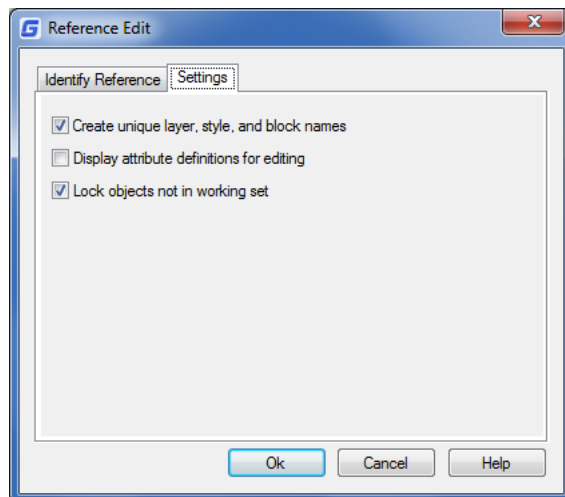 Reference Edit
Identify Reference Settings
Create unique layer, style, and block names
Display attribute definitions for editing
Lock objects not in working set
Ok Cancel Help